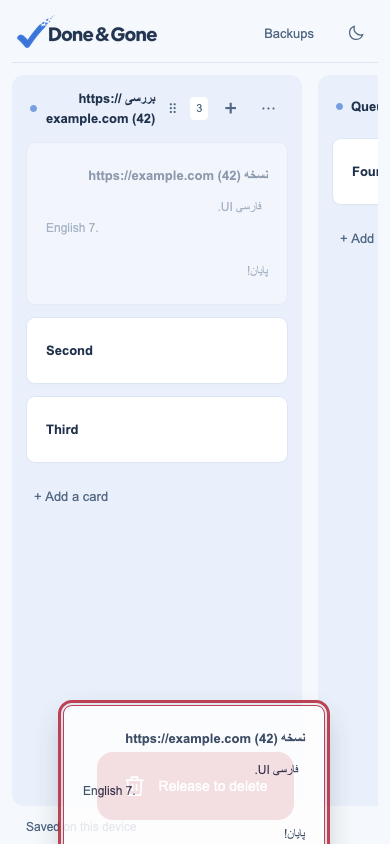 Done & Gone
Backups
بررسی https://
example.com (42)
3
Queu
نسخه https://example.com (42)
فارسی UI.
English 7.
پایان!
Four
+ Add
Second
Third
+ Add a card
نسخه https://example.com (42)
فارسی UI.
Release to delete
English 7.
Saved on this device
پایان!